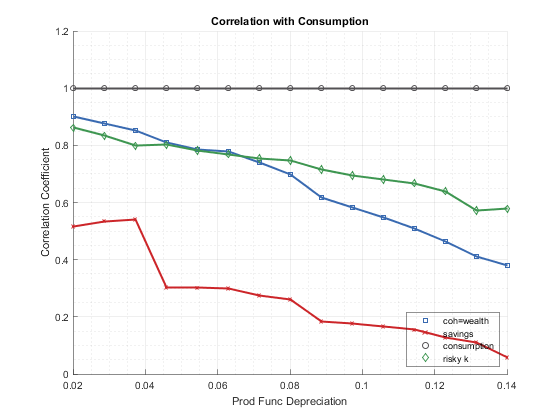 Correlation with Consumption
1.2
1
0.8
0.6
0.4
0.2
0
Correlation Coefficient
0.02
0.04
0.06
0.08
0.1
0.12
0.14
Prod Func Depreciation
coh=wealth
savings
consumption
risky k